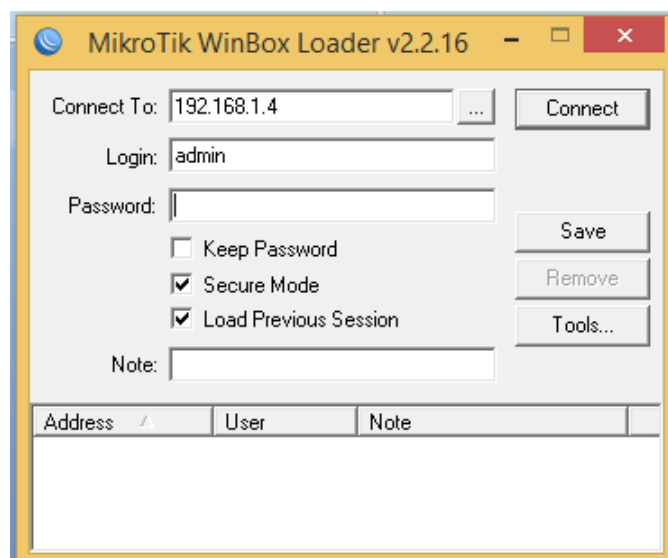 MikroTik WinBox Loader v2.2.16
Connect To: 192.168.1.4 ... Connect
Login: admin
Password:
Keep Password
Save
Secure Mode
Remove
Load Previous Session
Tools...
Note:
Address User Note